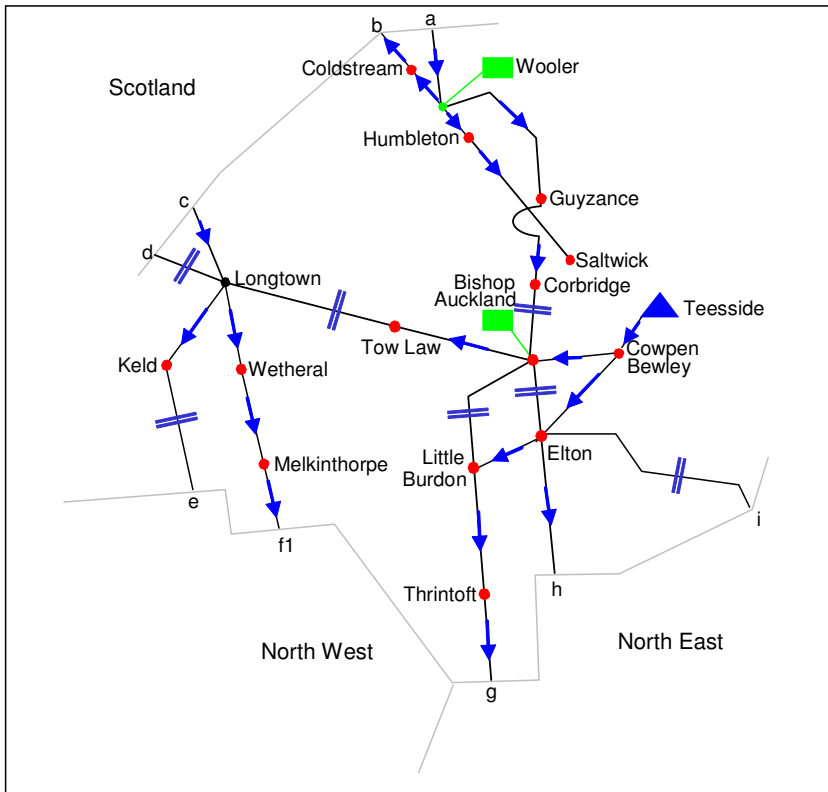 b
a
Scotland
Coldstream
Wooler
Humbleton
Guyzance
c
d
Saltwick
Longtown
Bishop
Auckland
Corbridge
Teesside
Tow Law
Keld
Wetheral
Cowpen
Bewley
Little
Burdon
Elton
Melkinthorpe
e
f1
i
h
Thrintoft
North West
North East
g